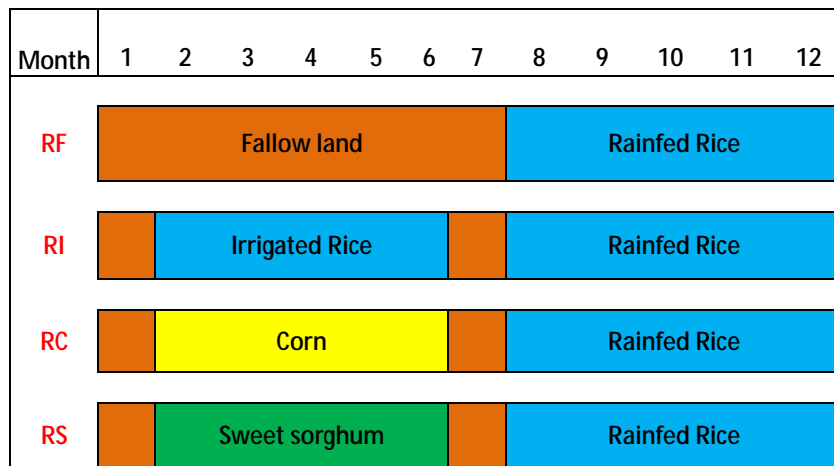 Month 1 2 3 4 5 6 7 8 9 10 11 12
RF Fallow land Rainfed Rice
RI Irrigated Rice Rainfed Rice
RC Corn Rainfed Rice
RS Sweet sorghum Rainfed Rice